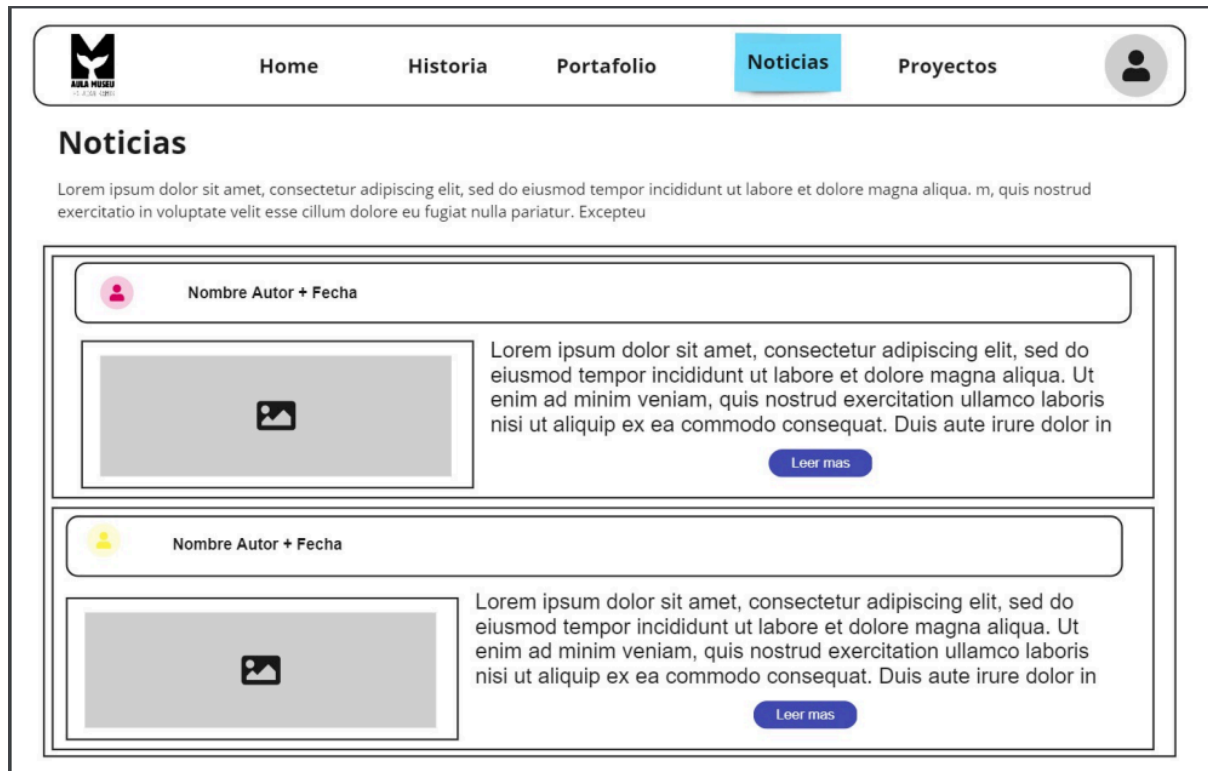 AULA MUSEU
Home
Historia
Portafolio
Noticias
Proyectos
Noticias
Lorem ipsum dolor sit amet, consectetur adipiscing elit, sed do eiusmod tempor incididunt ut labore et dolore magna aliqua. m, quis nostrud
exercitatio in voluptate velit esse cillum dolore eu fugiat nulla pariatur. Excepteu
Nombre Autor + Fecha
Lorem ipsum dolor sit amet, consectetur adipiscing elit, sed do
eiusmod tempor incididunt ut labore et dolore magna aliqua. Ut
enim ad minim veniam, quis nostrud exercitation ullamco laboris
nisi ut aliquip ex ea commodo consequat. Duis aute irure dolor in
Leer mas
Nombre Autor + Fecha
Lorem ipsum dolor sit amet, consectetur adipiscing elit, sed do
eiusmod tempor incididunt ut labore et dolore magna aliqua. Ut
enim ad minim veniam, quis nostrud exercitation ullamco laboris
nisi ut aliquip ex ea commodo consequat. Duis aute irure dolor in
Leer mas